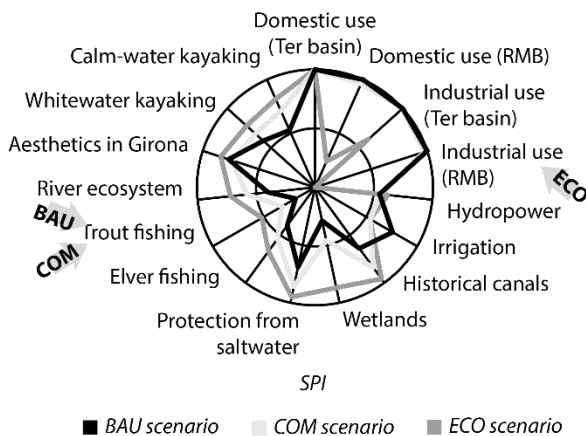 Domestic use
(Ter basin)
Domestic use (RMB)
Industrial use
(Ter basin)
Industrial use
(RMB)
Hydropower
Irrigation
Historical canals
Wetlands
Protection from
saltwater
Elver fishing
Trout fishing
River ecosystem
Aesthetics in Girona
Whitewater kayaking
Calm-water kayaking
BAU
COM
ECO
SPI
BAU scenario
COM scenario
ECO scenario